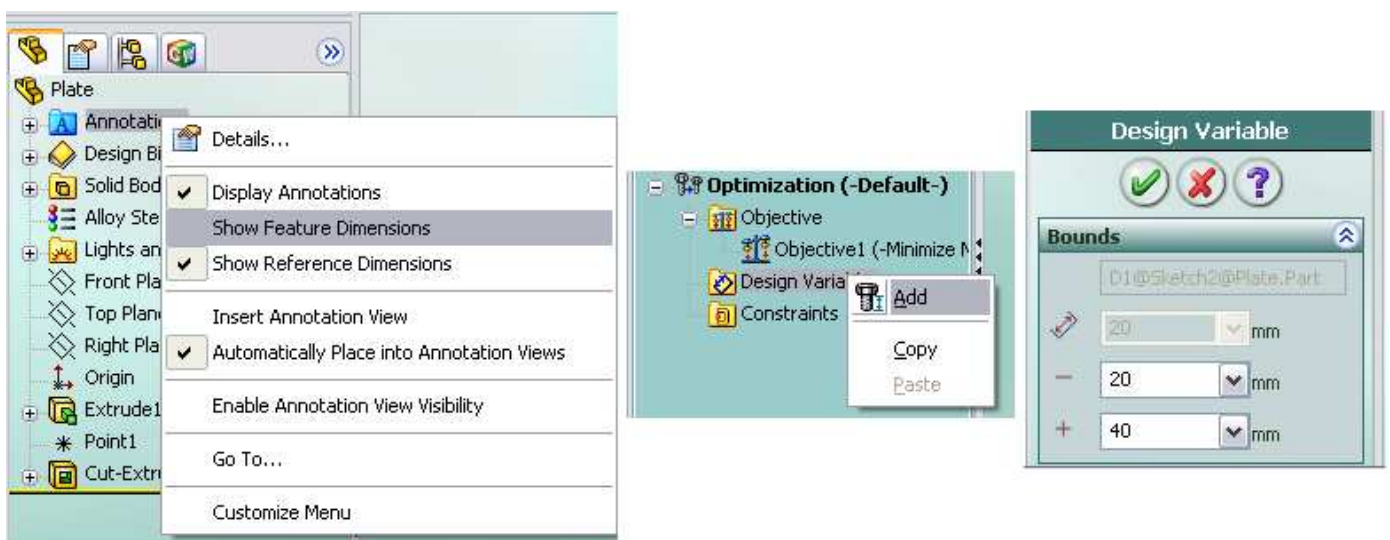 Plate
Annotati
Details...
Design Bi
Solid Bod
Display Annotations
Alloy Ste
Show Feature Dimensions
Lights an
Show Reference Dimensions
Front Pla
Top Plan
Insert Annotation View
Right Pla
Automatically Place into Annotation Views
Origin
Extrude1
Enable Annotation View Visibility
Point1
Go To...
Cut-Extr
Customize Menu
Optimization (-Default-)
Objective
Objective1 (-Minimize M
Design Varia
Add
Constraints
Copy
Paste
Design Variable
Bounds
D1@Sketch2@Plate.Part
20 mm
20 mm
40 mm